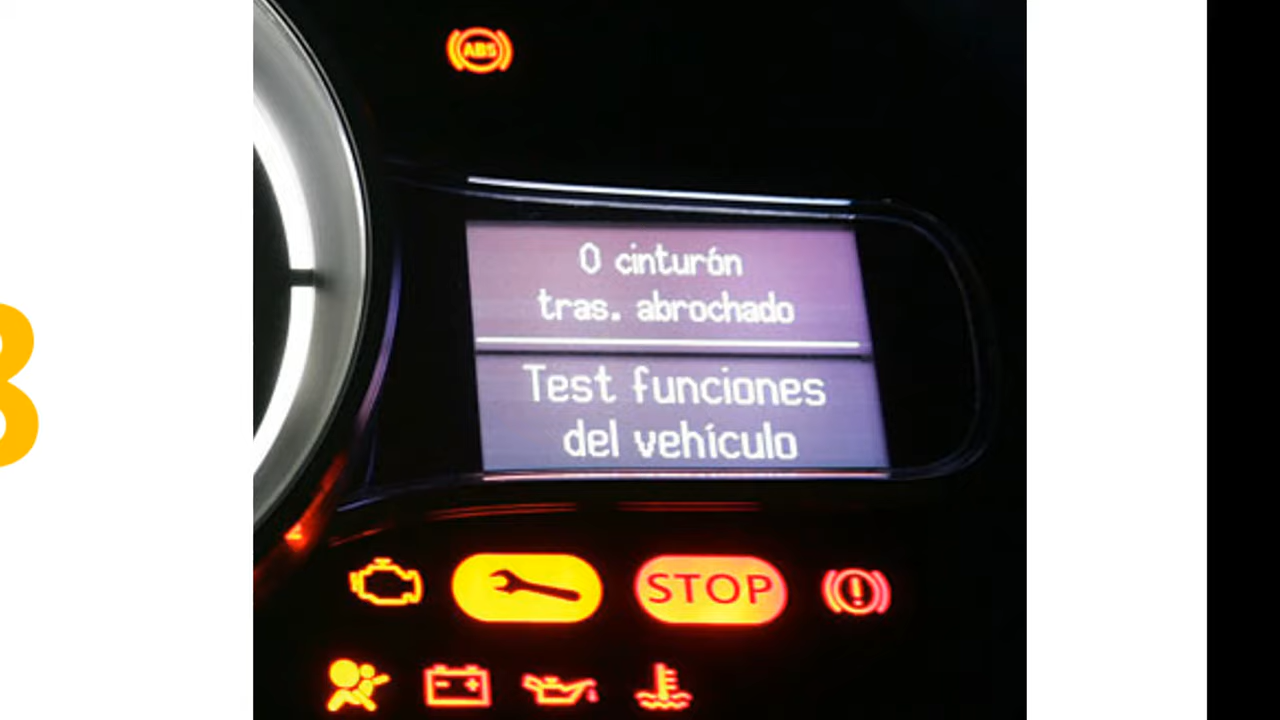 ABS
0 cinturón
tras. abrochado
Test funciones
del vehículo
STOP